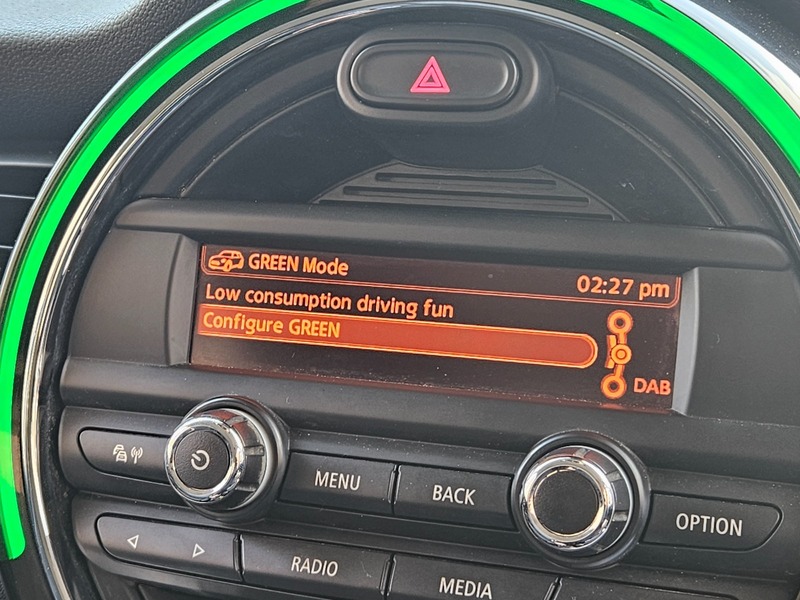 GREEN Mode
02:27 pm
Low consumption driving fun
Configure GREEN
DAB
MENU
BACK
OPTION
RADIO
MEDIA